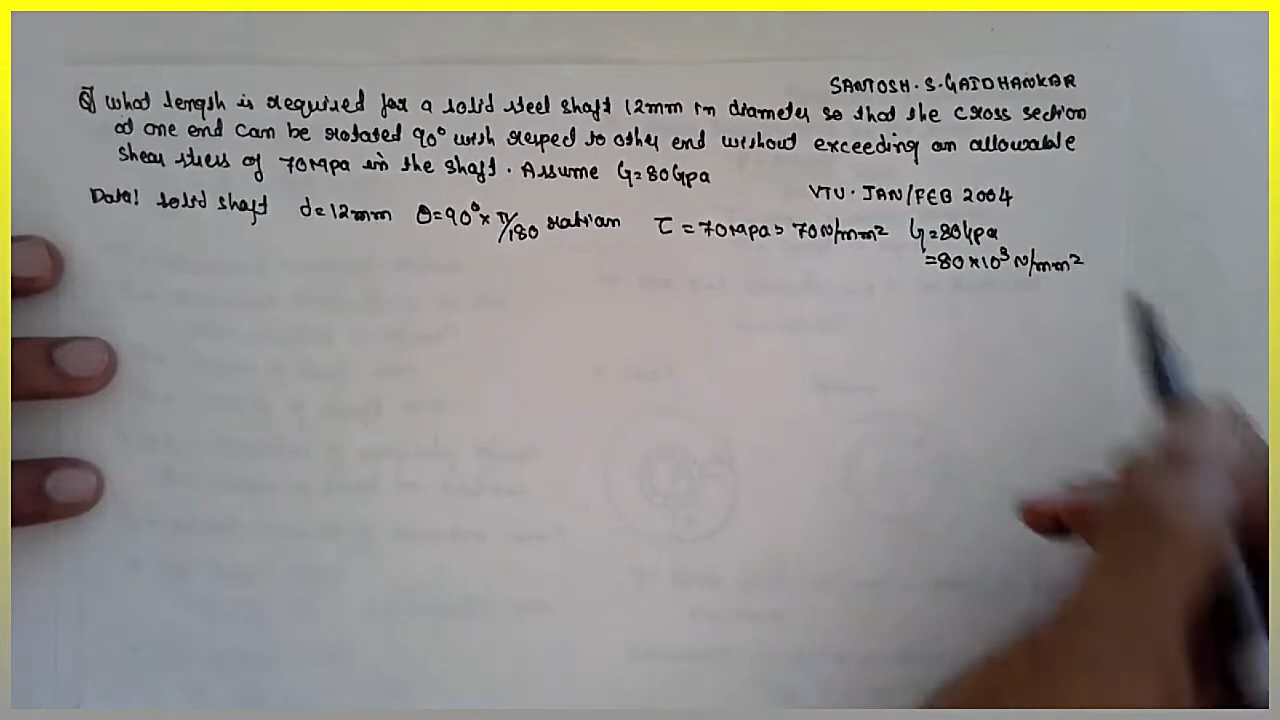 SANTOSH.S.GAIDHANKAR
Q] what length is required for a solid steel shaft 12mm in diameter so that the cross section
at one end can be rotated 90° with respect to other end without exceeding an allowable
shear stress of 70Mpa in the shaft. Assume G=80Gpa
VTU. JAN/FEB 2004
Data: solid shaft d=12mm θ=90°×π/180 radian τ=70Mpa=70N/mm² G=80Gpa
=80×10³N/mm²